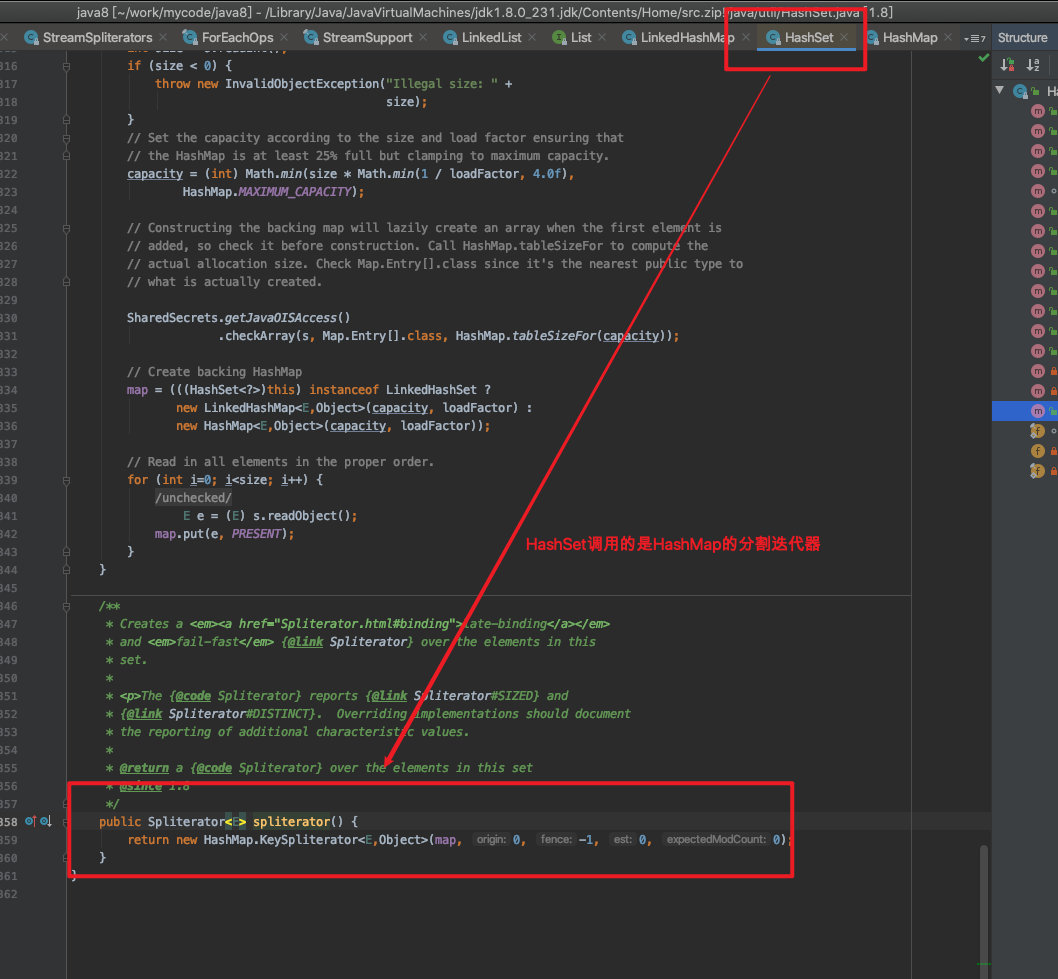 java8 [~/work/mycode/java8] - /Library/Java/JavaVirtualMachines/jdk1.8.0_231.jdk/Contents/Home/src.zip!/java/util/HashSet.java [1.8]
StreamSpliterators × ForEachOps × StreamSupport × LinkedList × List × LinkedHashMap × HashSet × HashMap × Structure
316 if (size < 0) {
317 throw new InvalidObjectException("Illegal size: " +
318 size);
319 }
320 // Set the capacity according to the size and load factor ensuring that
321 // the HashMap is at least 25% full but clamping to maximum capacity.
322 capacity = (int) Math.min(size * Math.min(1 / loadFactor, 4.0f),
323 HashMap.MAXIMUM_CAPACITY);
324
325 // Constructing the backing map will lazily create an array when the first element is
326 // added, so check it before construction. Call HashMap.tableSizeFor to compute the
327 // actual allocation size. Check Map.Entry[].class since it's the nearest public type to
328 // what is actually created.
329
330 SharedSecrets.getJavaOISAccess()
331 .checkArray(s, Map.Entry[].class, HashMap.tableSizeFor(capacity));
332
333 // Create backing HashMap
334 map = (((HashSet<?>)this) instanceof LinkedHashSet ?
335 new LinkedHashMap<E,Object>(capacity, loadFactor) :
336 new HashMap<E,Object>(capacity, loadFactor));
337
338 // Read in all elements in the proper order.
339 for (int i=0; i<size; i++) {
340 /unchecked/
341 E e = (E) s.readObject();
342 map.put(e, PRESENT);
343 }
HashSet调用的是HashMap的分割迭代器
344 }
345
346 /**
347 * Creates a <em><a href="Spliterator.html#binding">late-binding</a></em>
348 * and <em>fail-fast</em> {@link Spliterator} over the elements in this
349 * set.
350 *
351 * <p>The {@code Spliterator} reports {@link Spliterator#SIZED} and
352 * {@link Spliterator#DISTINCT}. Overriding implementations should document
353 * the reporting of additional characteristic values.
354 *
355 * @return a {@code Spliterator} over the elements in this set
356 * @since 1.8
357 */
358 public Spliterator<E> spliterator() {
359 return new HashMap.KeySpliterator<E,Object>(map, origin: 0, fence: -1, est: 0, expectedModCount: 0);
360 }
361 }
362